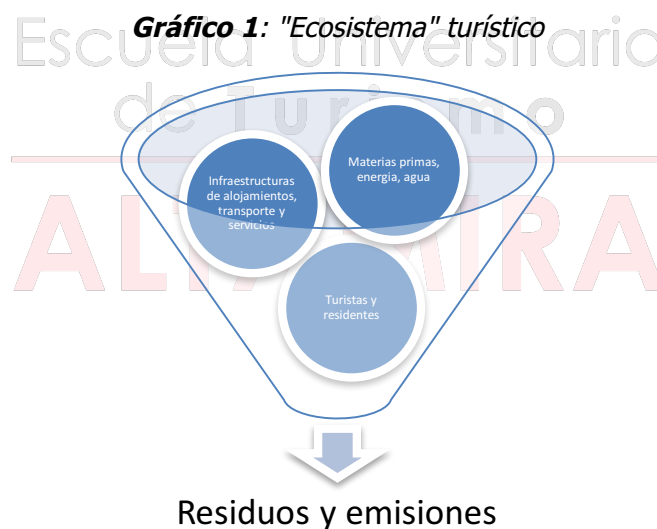 Gráfico 1: "Ecosistema" turístico
Escuela Universitaria
de Turismo
ALTAMIRA
Infraestructuras
de alojamientos,
transporte y
servicios
Materias primas,
energia, agua
Turistas y
residentes
Residuos y emisiones